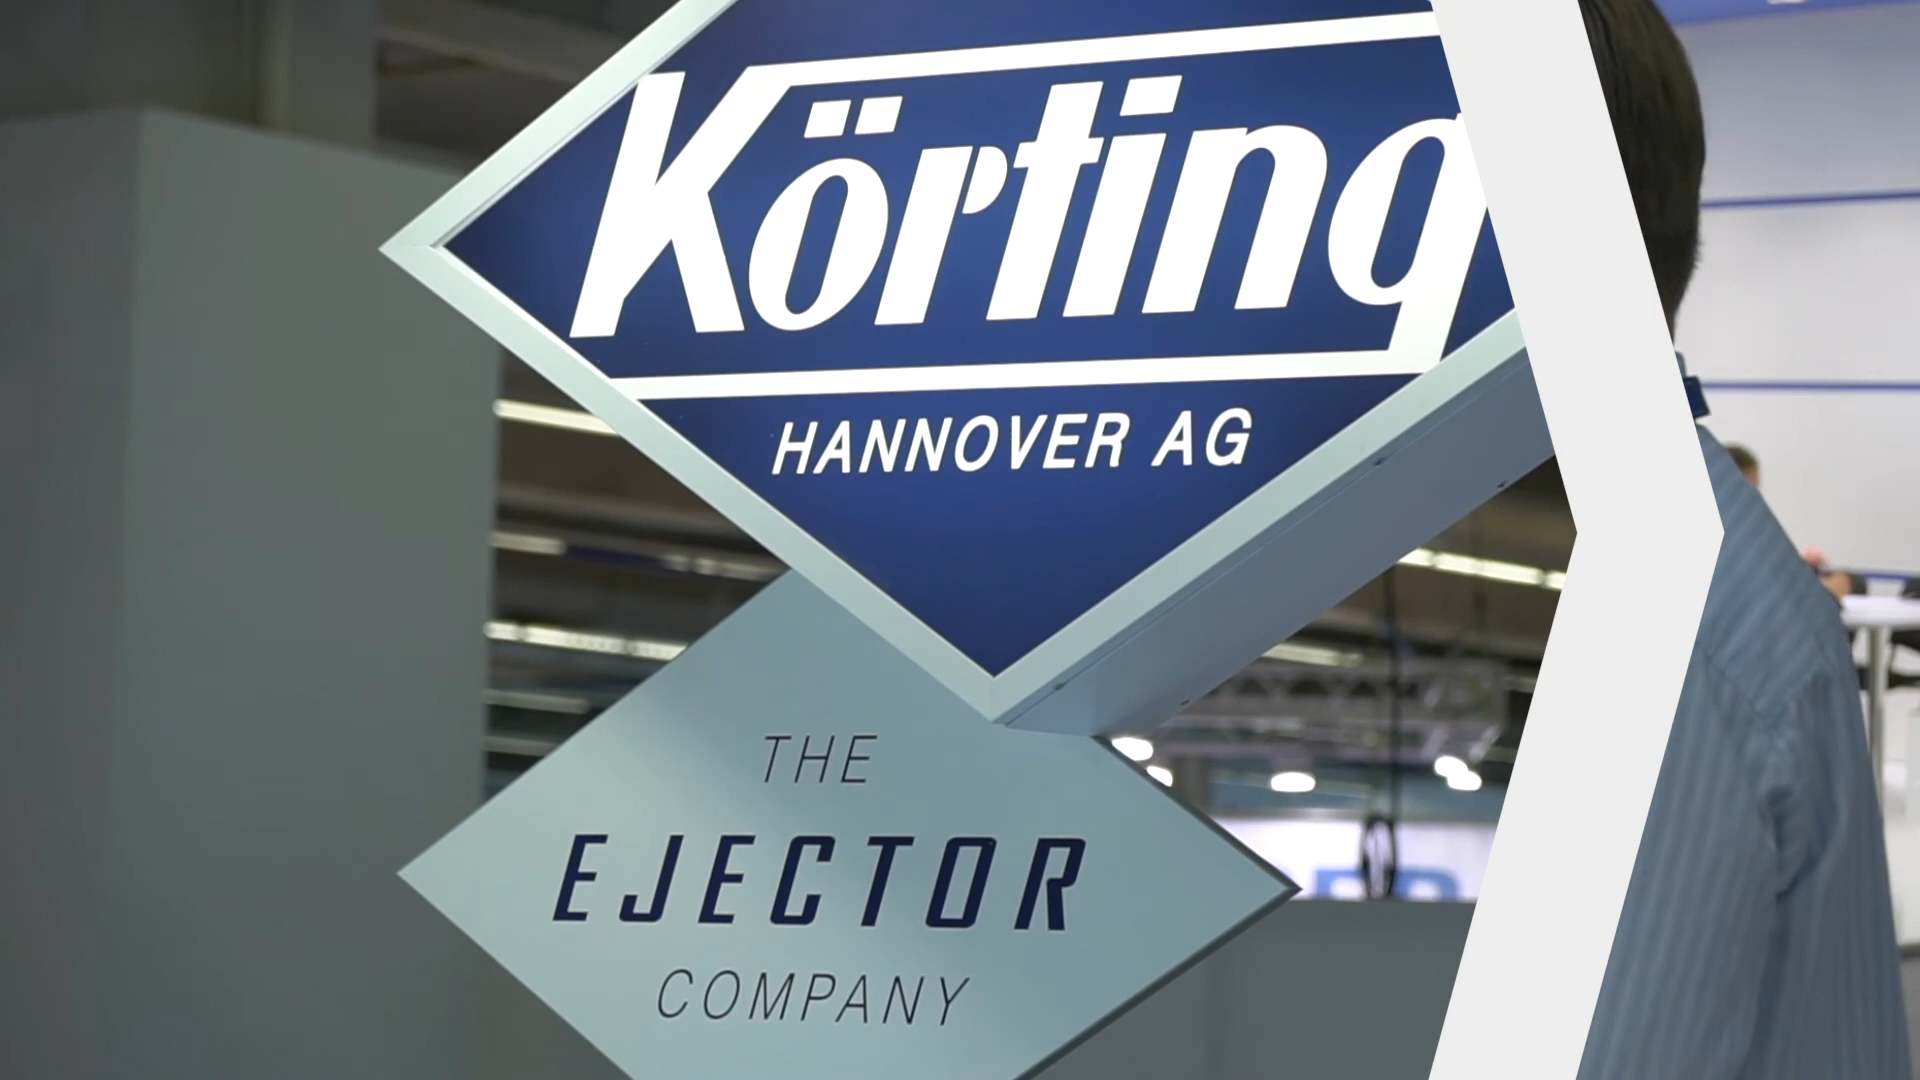 Körting
HANNOVER AG
THE
EJECTOR
COMPANY